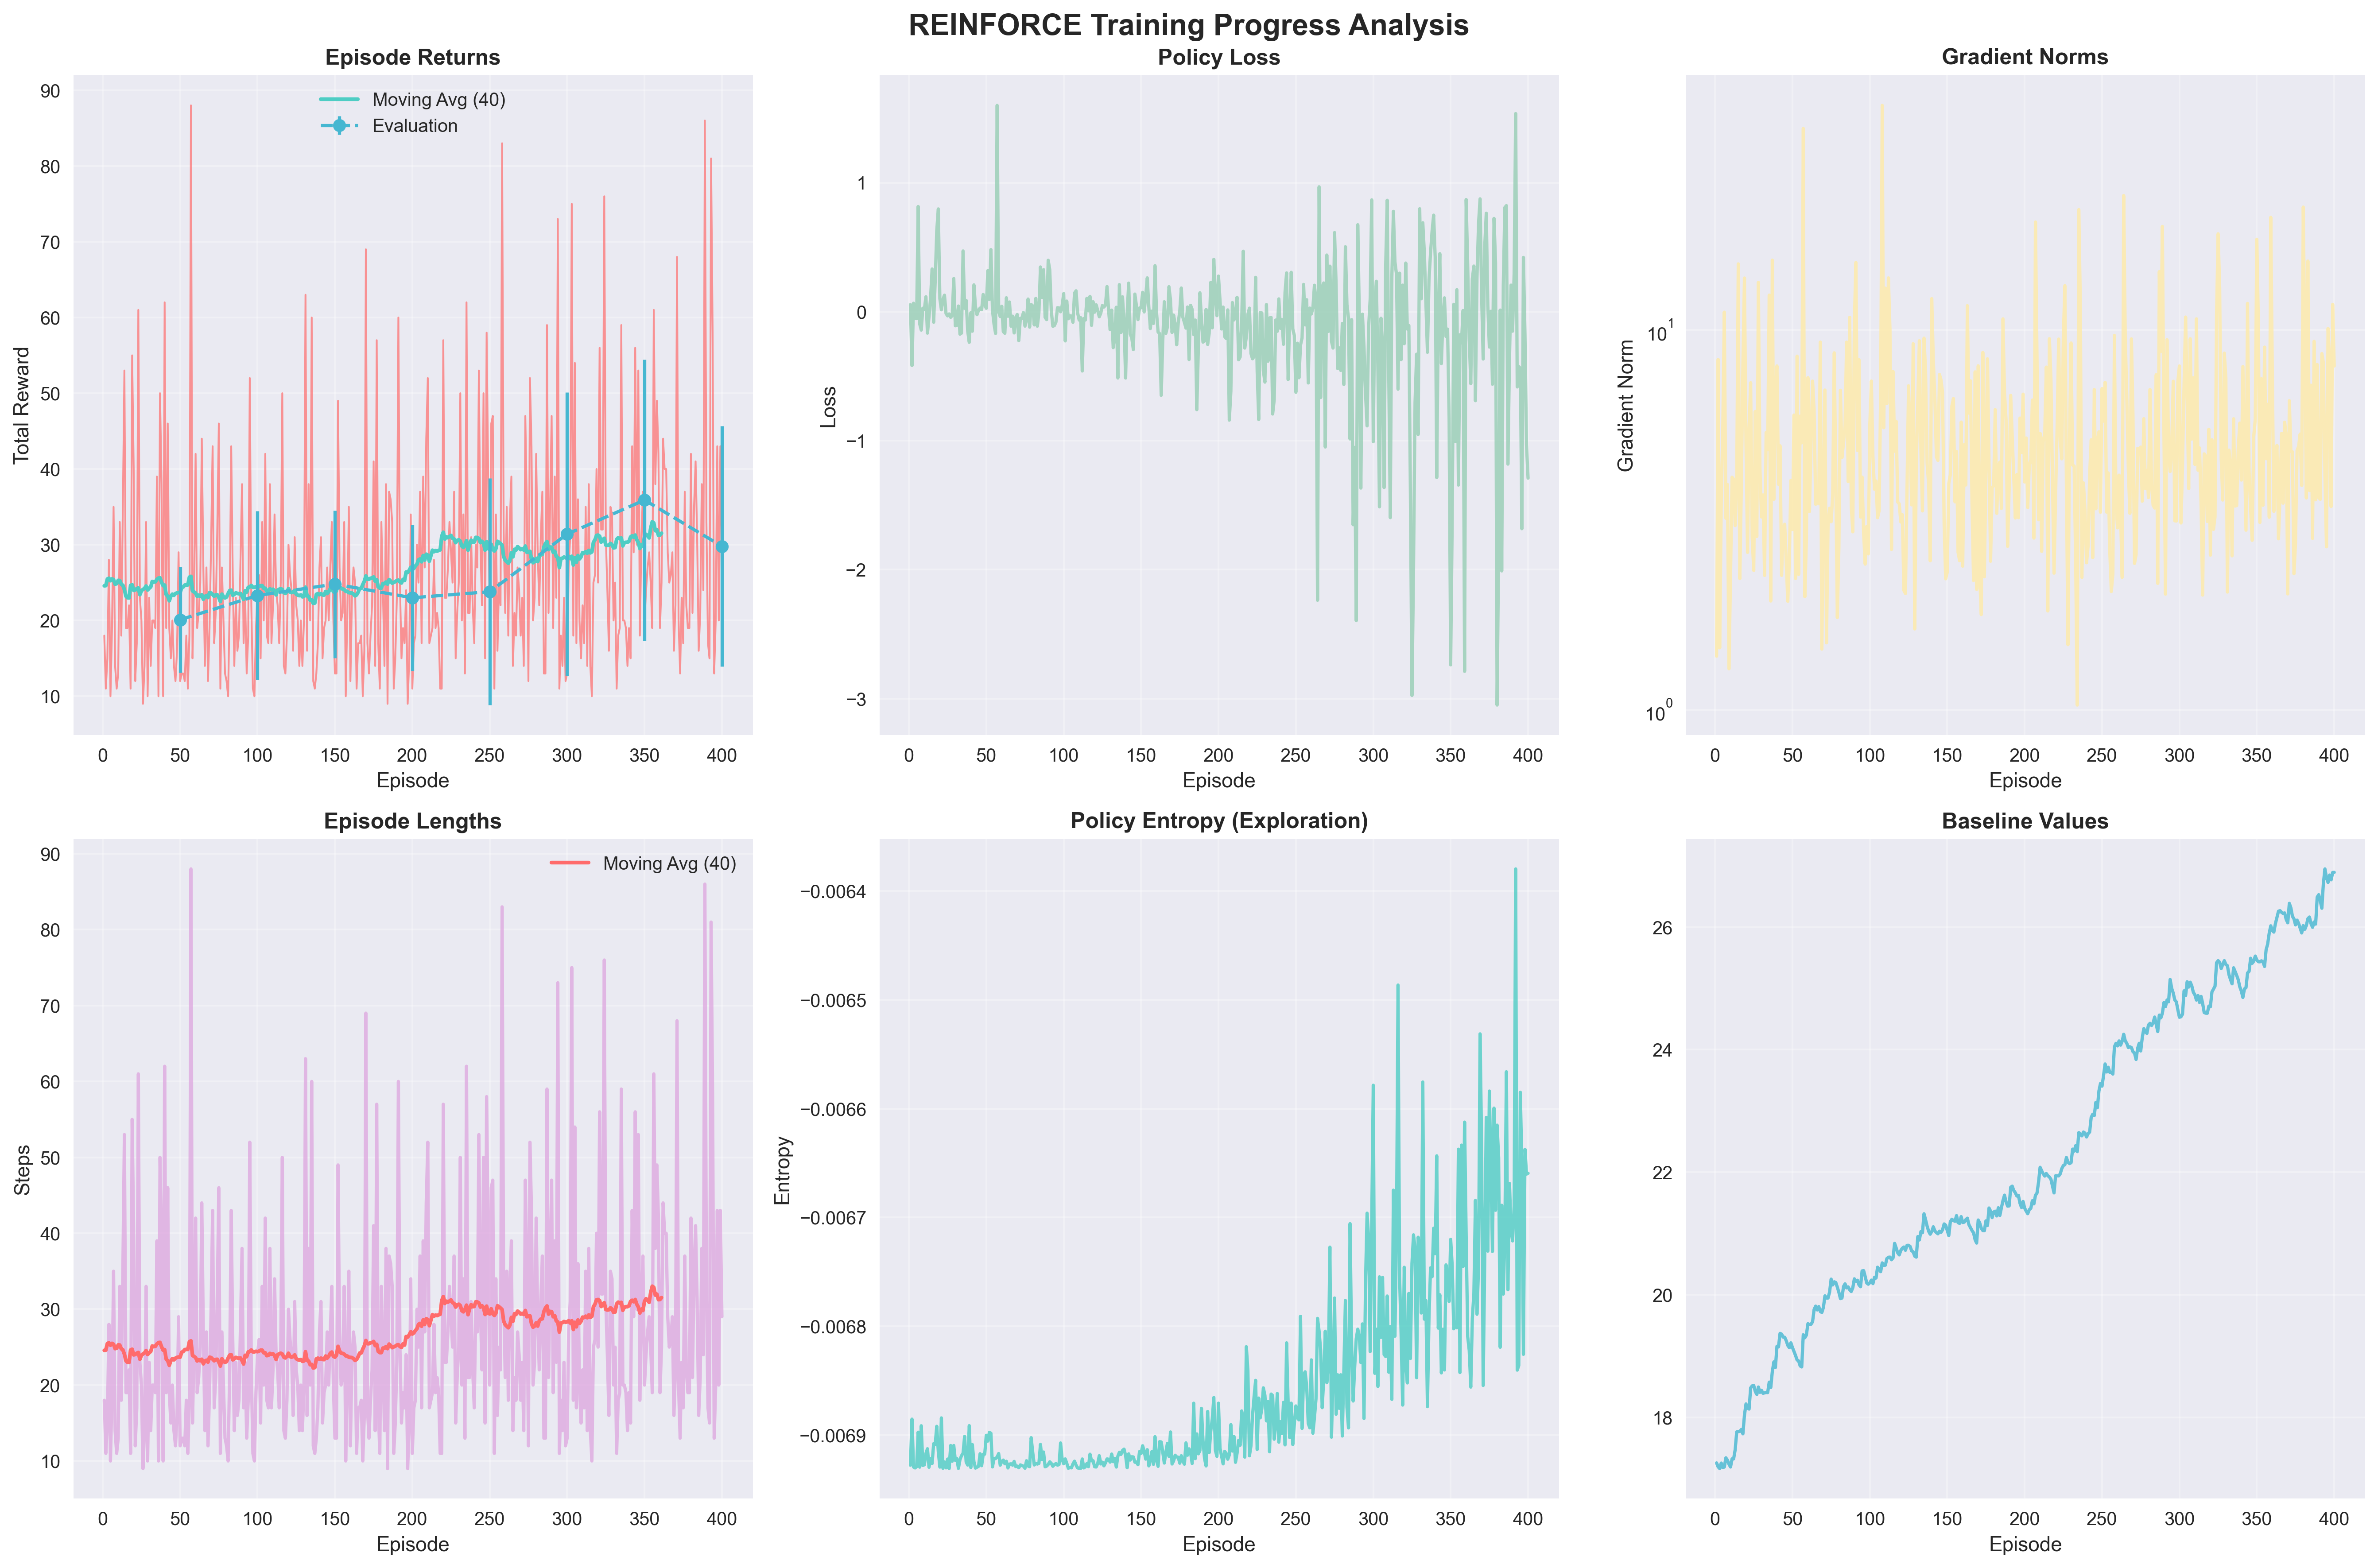 REINFORCE Training Progress Analysis
Episode Returns
90
80
70
60
50
40
30
20
10
Total Reward
Moving Avg (40)
Evaluation
0 50 100 150 200 250 300 350 400
Episode
Policy Loss
1
0
−1
−2
−3
Loss
0 50 100 150 200 250 300 350 400
Episode
Gradient Norms
10¹
10⁰
Gradient Norm
0 50 100 150 200 250 300 350 400
Episode
Episode Lengths
90
80
70
60
50
40
30
20
10
Steps
Moving Avg (40)
0 50 100 150 200 250 300 350 400
Episode
Policy Entropy (Exploration)
−0.0064
−0.0065
−0.0066
−0.0067
−0.0068
−0.0069
Entropy
0 50 100 150 200 250 300 350 400
Episode
Baseline Values
26
24
22
20
18
0 50 100 150 200 250 300 350 400
Episode